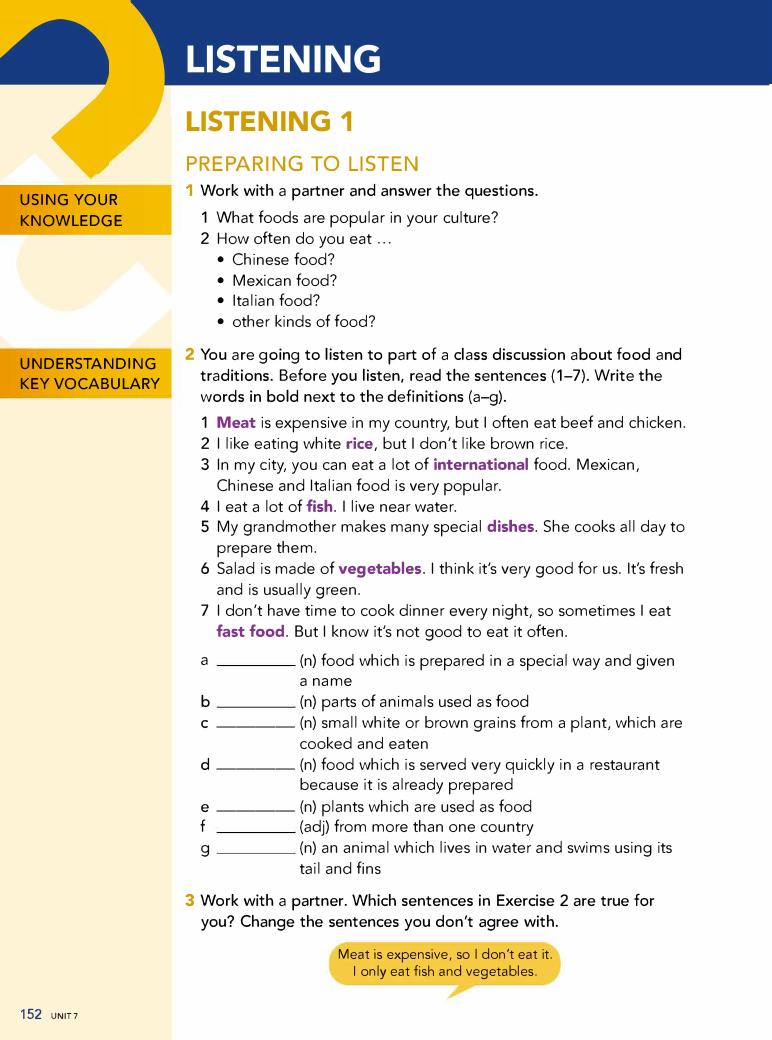 LISTENING
LISTENING 1
PREPARING TO LISTEN
USING YOUR
KNOWLEDGE
1 Work with a partner and answer the questions.
1 What foods are popular in your culture?
2 How often do you eat …
• Chinese food?
• Mexican food?
• Italian food?
• other kinds of food?
UNDERSTANDING
KEY VOCABULARY
2 You are going to listen to part of a class discussion about food and
traditions. Before you listen, read the sentences (1–7). Write the
words in bold next to the definitions (a–g).
1 Meat is expensive in my country, but I often eat beef and chicken.
2 I like eating white rice, but I don't like brown rice.
3 In my city, you can eat a lot of international food. Mexican,
Chinese and Italian food is very popular.
4 I eat a lot of fish. I live near water.
5 My grandmother makes many special dishes. She cooks all day to
prepare them.
6 Salad is made of vegetables. I think it's very good for us. It's fresh
and is usually green.
7 I don't have time to cook dinner every night, so sometimes I eat
fast food. But I know it's not good to eat it often.
a __________ (n) food which is prepared in a special way and given
a name
b __________ (n) parts of animals used as food
c __________ (n) small white or brown grains from a plant, which are
cooked and eaten
d __________ (n) food which is served very quickly in a restaurant
because it is already prepared
e __________ (n) plants which are used as food
f __________ (adj) from more than one country
g __________ (n) an animal which lives in water and swims using its
tail and fins
3 Work with a partner. Which sentences in Exercise 2 are true for
you? Change the sentences you don't agree with.
Meat is expensive, so I don't eat it.
I only eat fish and vegetables.
152 UNIT 7